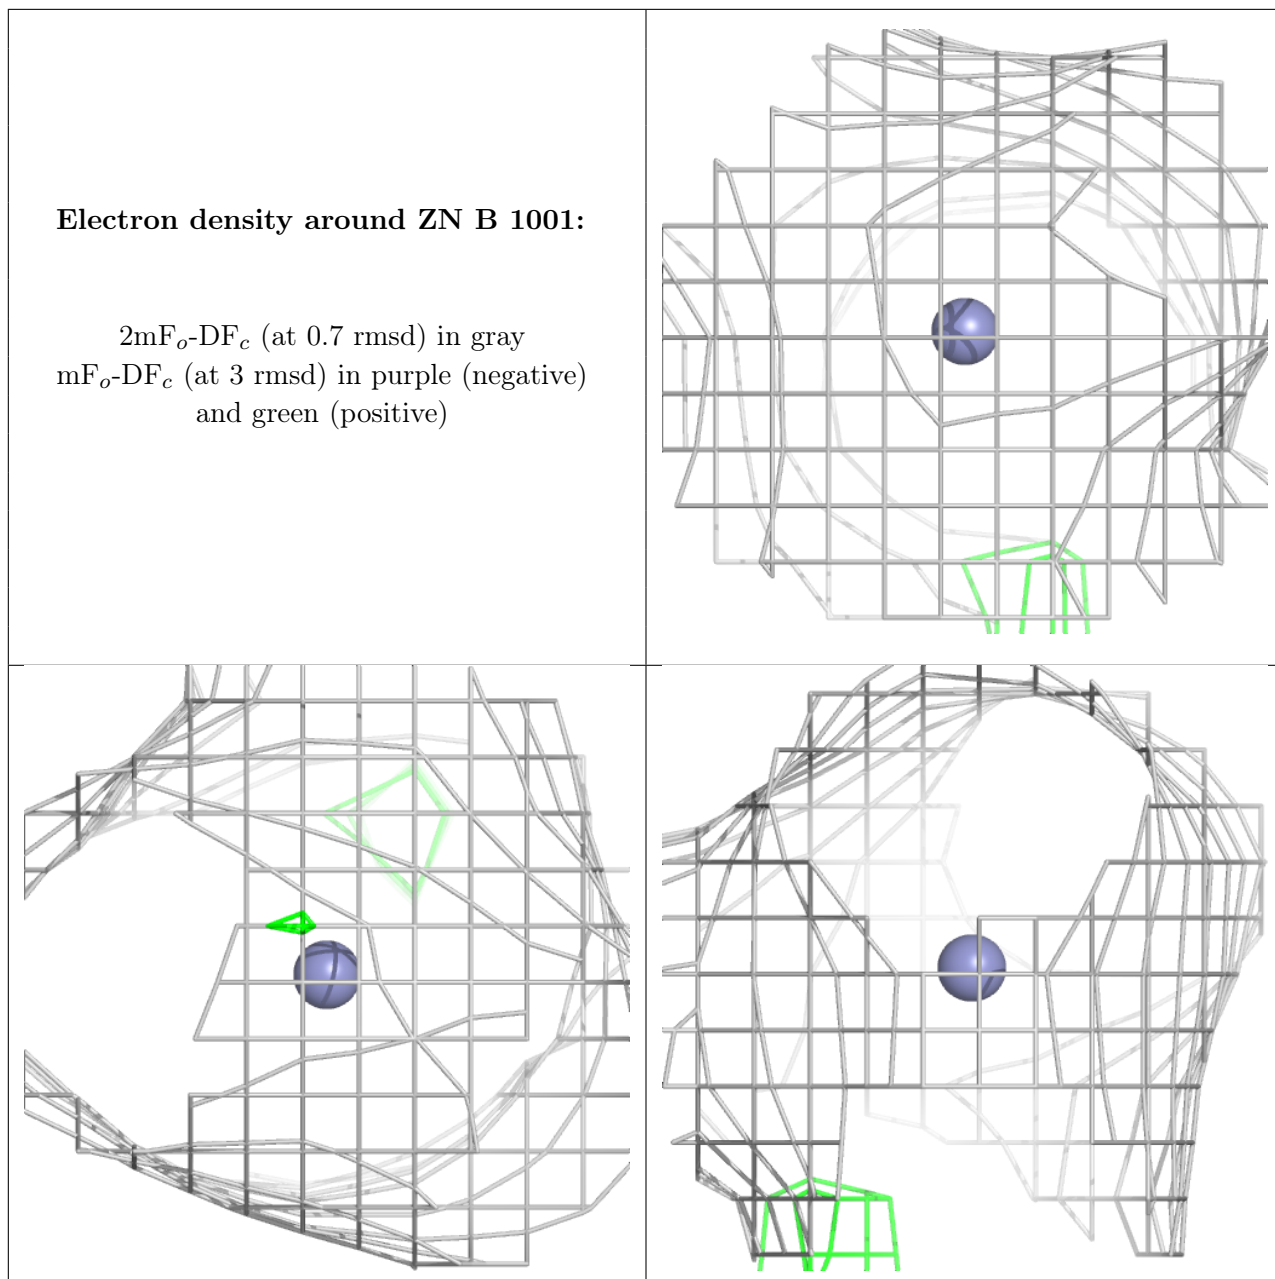 Electron density around ZN B 1001:
2mFo-DFc (at 0.7 rmsd) in gray
mFo-DFc (at 3 rmsd) in purple (negative)
and green (positive)